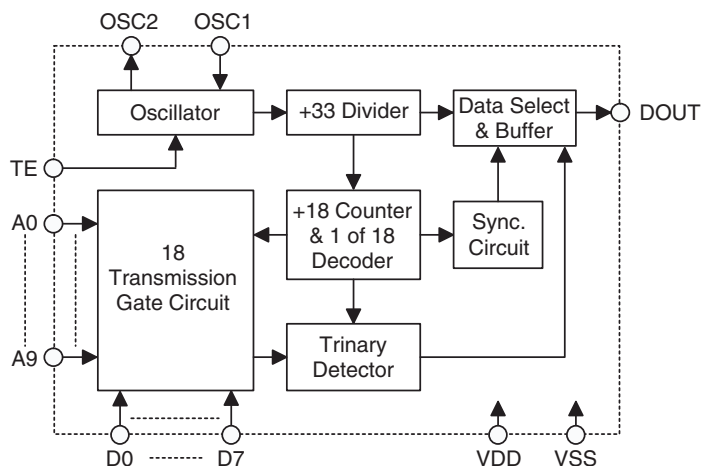 OSC2 OSC1
Oscillator
+33 Divider
Data Select
& Buffer
DOUT
TE
A0
18
Transmission
Gate Circuit
+18 Counter
& 1 of 18
Decoder
Sync.
Circuit
A9
Trinary
Detector
D0 D7 VDD VSS